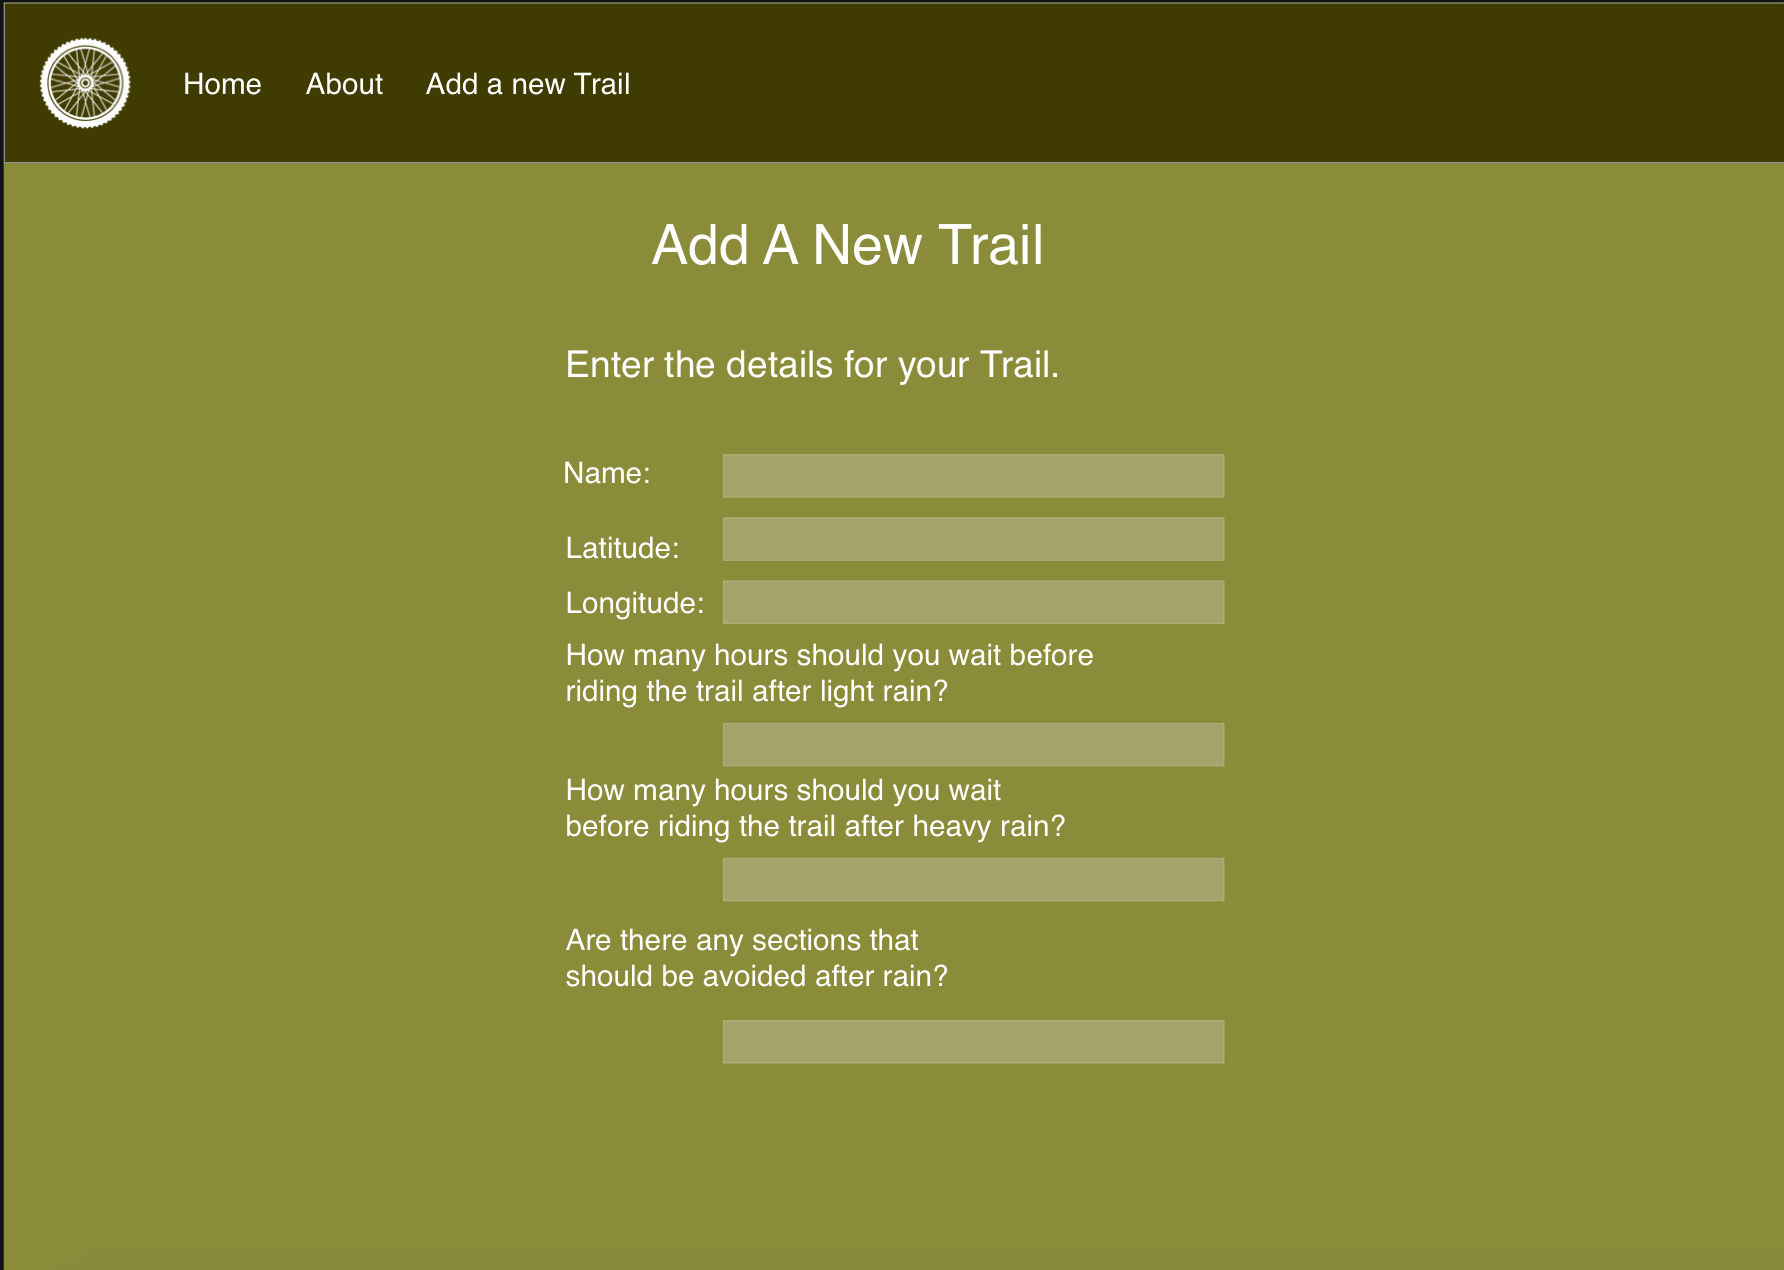 Home About Add a new Trail
Add A New Trail
Enter the details for your Trail.
Name:
Latitude:
Longitude:
How many hours should you wait before
riding the trail after light rain?
How many hours should you wait
before riding the trail after heavy rain?
Are there any sections that
should be avoided after rain?